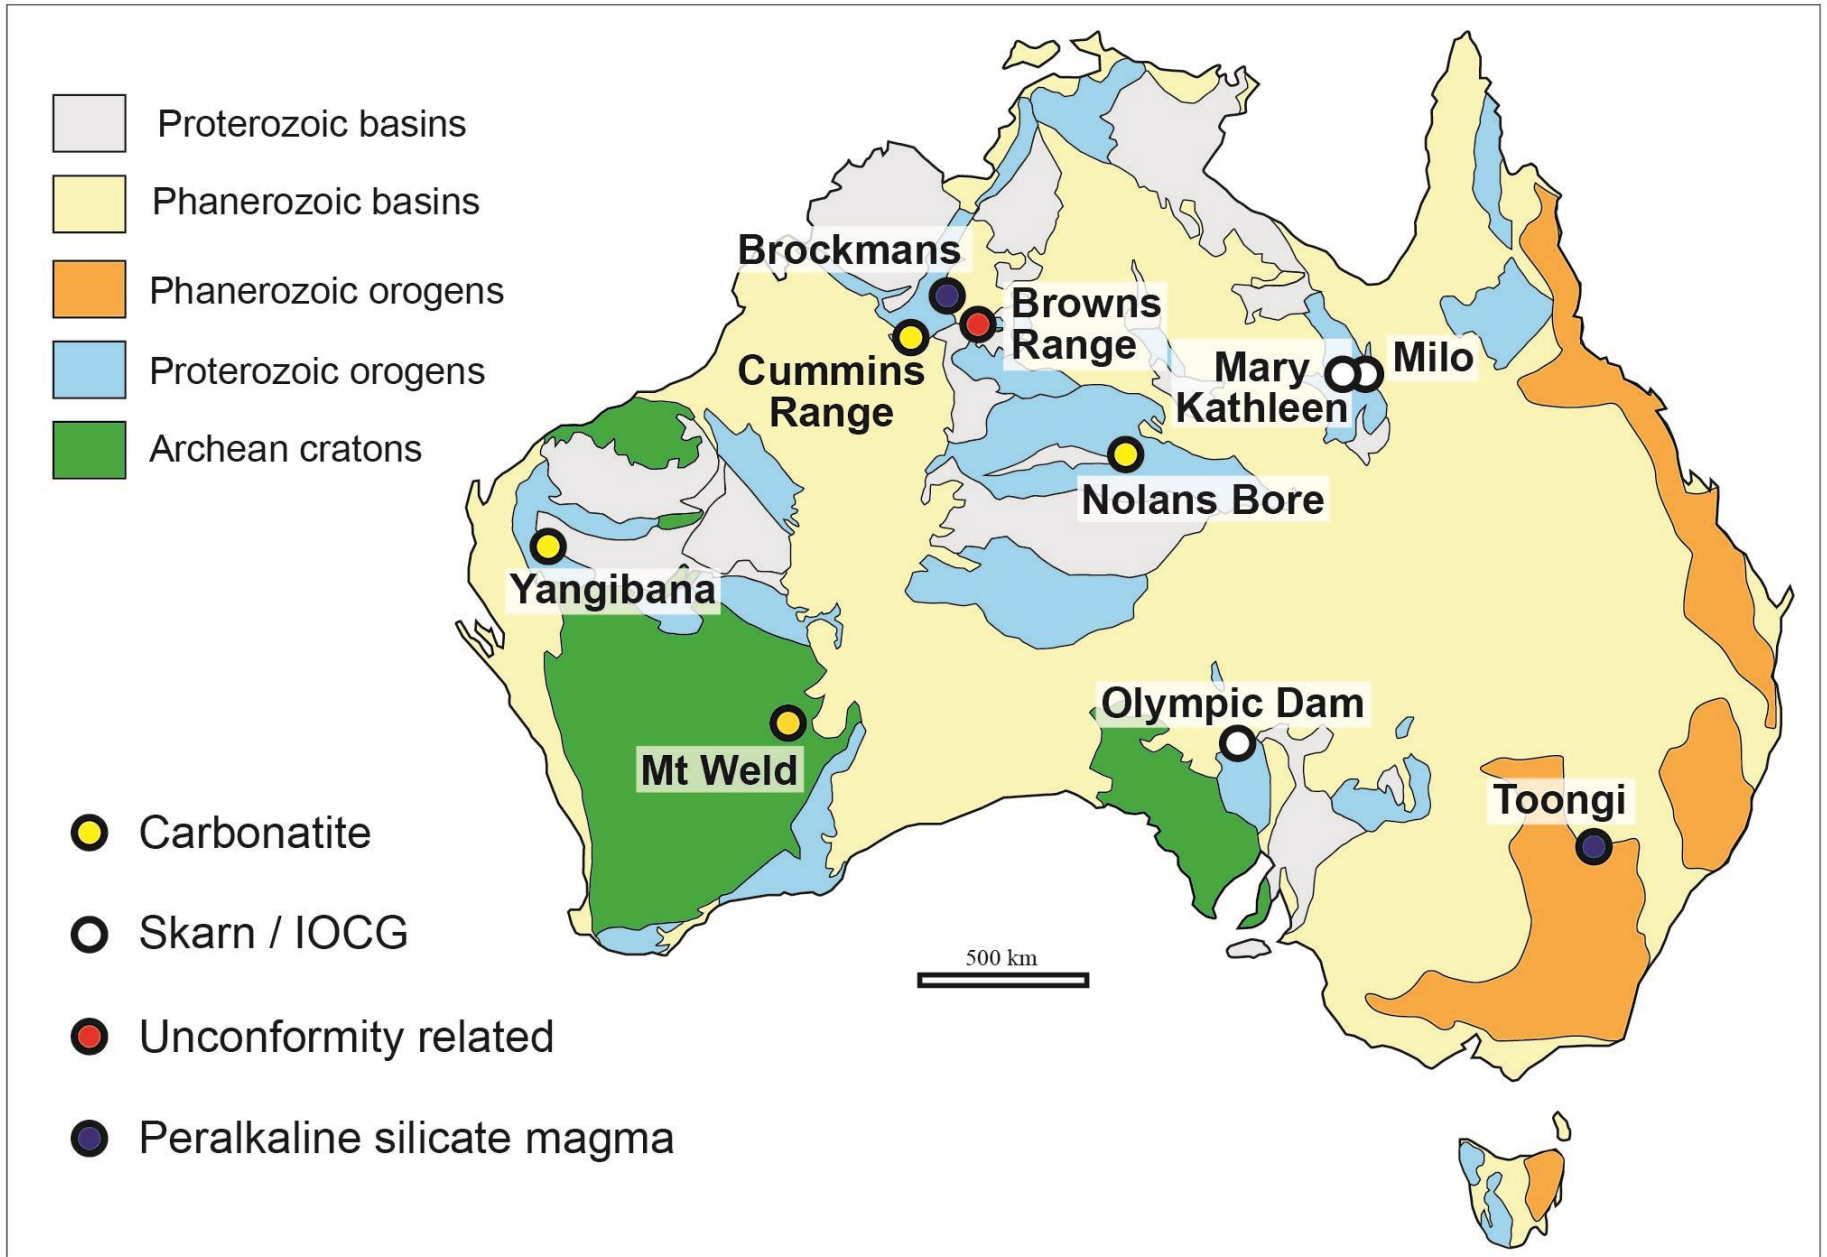 Proterozoic basins
Phanerozoic basins
Phanerozoic orogens
Proterozoic orogens
Archean cratons
Brockmans
Browns
Range
Cummins
Range
Mary
Kathleen
Milo
Nolans Bore
Yangibana
Olympic Dam
Mt Weld
Toongi
500 km
Carbonatite
Skarn / IOCG
Unconformity related
Peralkaline silicate magma